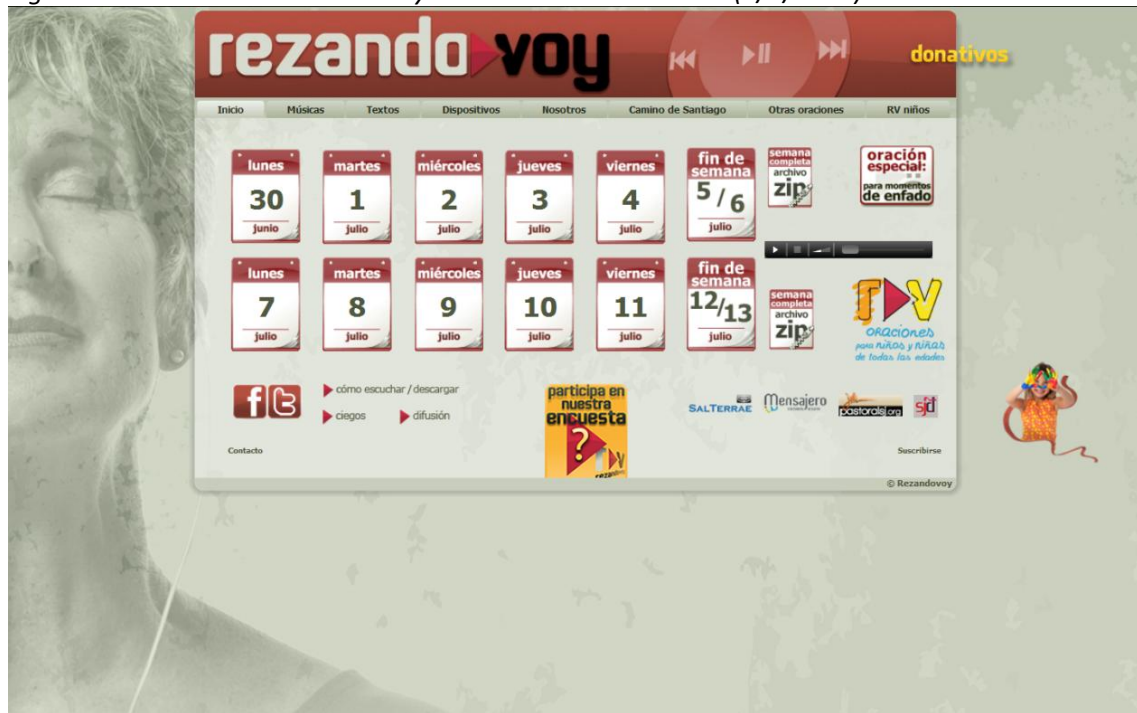 rezando voy
donativos
Inicio Músicas Textos Dispositivos Nosotros Camino de Santiago Otras oraciones RV niños
lunes
30
junio
martes
1
julio
miércoles
2
julio
jueves
3
julio
viernes
4
julio
fin de
semana
5/6
julio
semana
completa
archivo
zip
oración
especial:
para momentos
de enfado
lunes
7
julio
martes
8
julio
miércoles
9
julio
jueves
10
julio
viernes
11
julio
fin de
semana
12/13
julio
semana
completa
archivo
zip
r v
oraciones
para niños y niñas
de todas las edades
f t
cómo escuchar / descargar
ciegos difusión
participa en
nuestra
encuesta
?
SALTERRAE
Mensajero
pastoralsj.org
sjd
Contacto
Suscribirse
© Rezandovoy